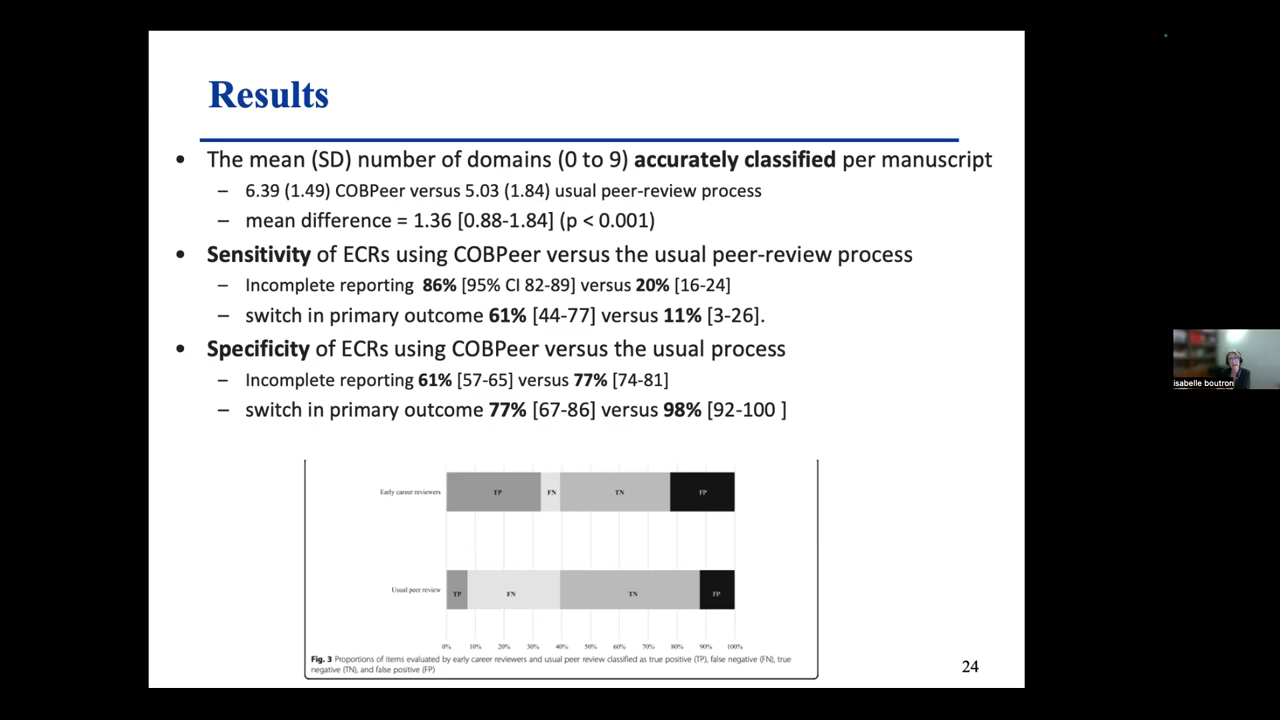 Results
• The mean (SD) number of domains (0 to 9) accurately classified per manuscript
– 6.39 (1.49) COBPeer versus 5.03 (1.84) usual peer-review process
– mean difference = 1.36 [0.88-1.84] (p < 0.001)
• Sensitivity of ECRs using COBPeer versus the usual peer-review process
– Incomplete reporting 86% [95% CI 82-89] versus 20% [16-24]
– switch in primary outcome 61% [44-77] versus 11% [3-26].
• Specificity of ECRs using COBPeer versus the usual process
– Incomplete reporting 61% [57-65] versus 77% [74-81]
– switch in primary outcome 77% [67-86] versus 98% [92-100 ]
Early career reviewers TP FN TN FP
Usual peer review TP FN TN FP
0% 10% 20% 30% 40% 50% 60% 70% 80% 90% 100%
Fig. 3 Proportions of items evaluated by early career reviewers and usual peer review classified as true positive (TP), false negative (FN), true
negative (TN), and false positive (FP)
24
isabelle boutron